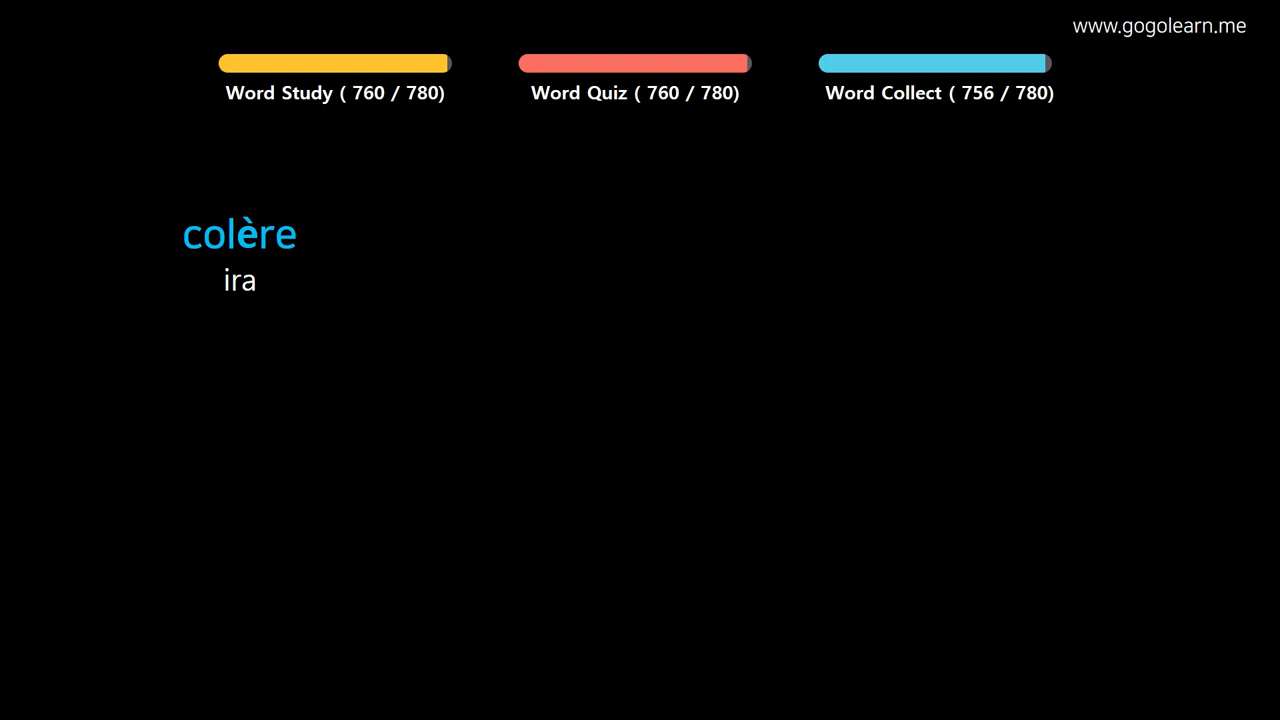 www.gogolearn.me
Word Study ( 760 / 780)
Word Quiz ( 760 / 780)
Word Collect ( 756 / 780)
colère
ira